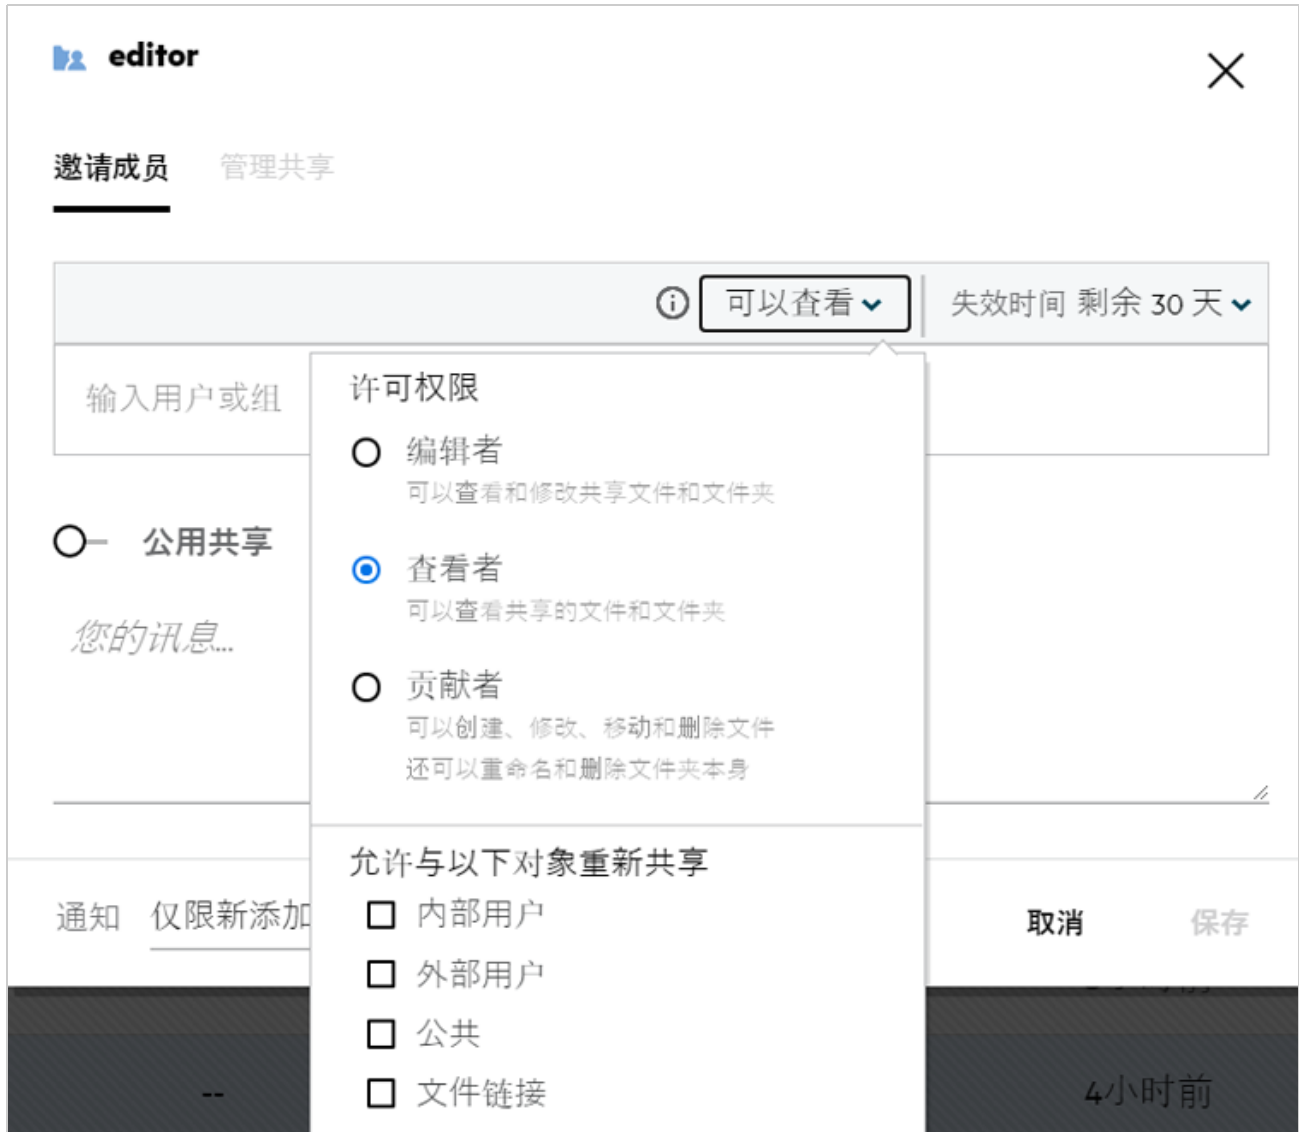 editor
邀请成员 管理共享
可以查看 失效时间 剩余 30 天
输入用户或组
许可权限
编辑者
可以查看和修改共享文件和文件夹
公用共享
查看者
可以查看共享的文件和文件夹
您的讯息...
贡献者
可以创建、修改、移动和删除文件
还可以重命名和删除文件夹本身
允许与以下对象重新共享
通知 仅限新添加
内部用户
取消 保存
外部用户
公共
文件链接
--
4小时前